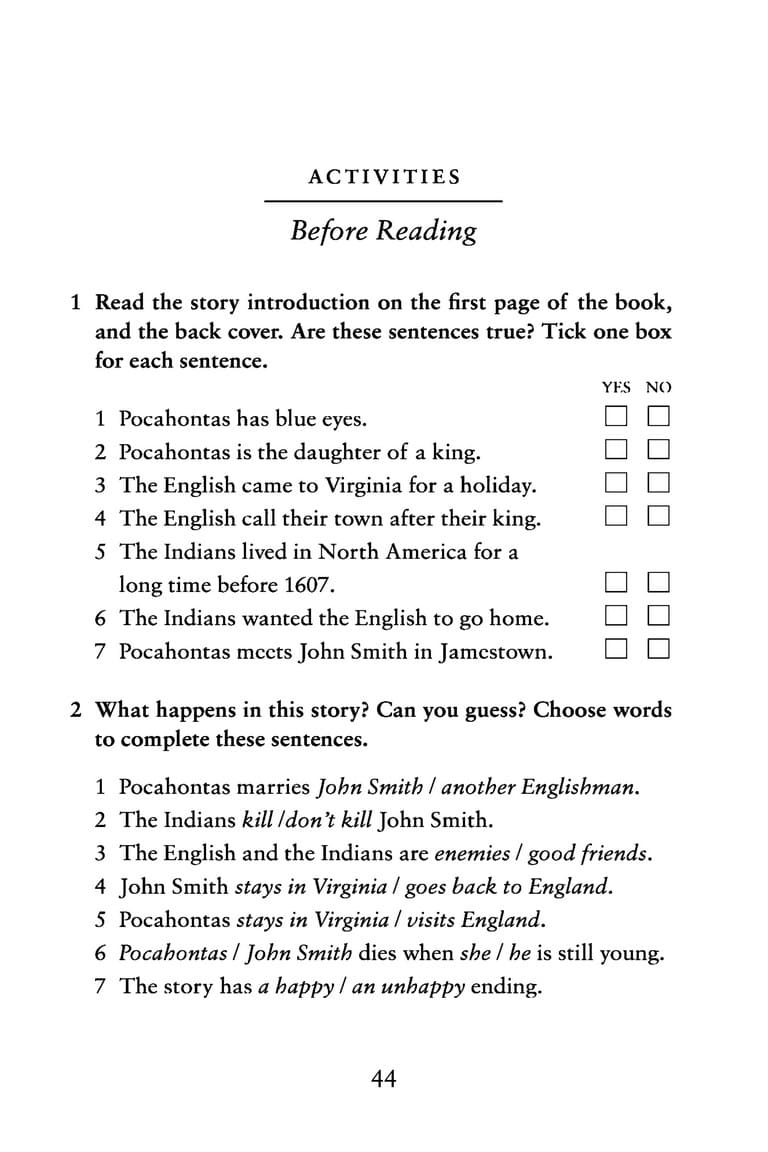 ACTIVITIES
Before Reading
1 Read the story introduction on the first page of the book,
and the back cover. Are these sentences true? Tick one box
for each sentence.
YES NO
1 Pocahontas has blue eyes.
2 Pocahontas is the daughter of a king.
3 The English came to Virginia for a holiday.
4 The English call their town after their king.
5 The Indians lived in North America for a
long time before 1607.
6 The Indians wanted the English to go home.
7 Pocahontas meets John Smith in Jamestown.
2 What happens in this story? Can you guess? Choose words
to complete these sentences.
1 Pocahontas marries John Smith / another Englishman.
2 The Indians kill /don't kill John Smith.
3 The English and the Indians are enemies / good friends.
4 John Smith stays in Virginia / goes back to England.
5 Pocahontas stays in Virginia / visits England.
6 Pocahontas / John Smith dies when she / he is still young.
7 The story has a happy / an unhappy ending.
44